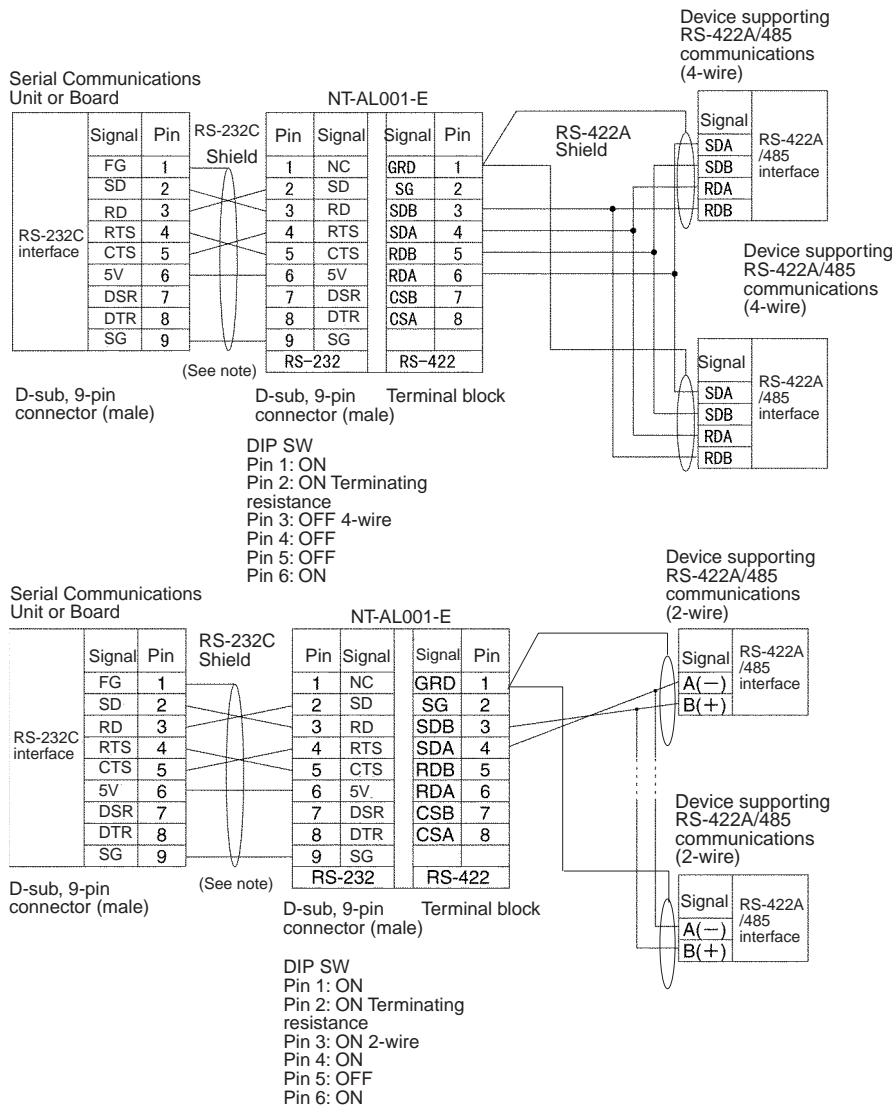 Device supporting
RS-422A/485
communications
(4-wire)
Serial Communications
Unit or Board
NT-AL001-E
Signal Pin RS-232C Pin Signal Signal Pin RS-422A Signal
Shield Shield
RS-232C
interface
FG 1 1 NC GRD 1
SD 2 2 SD SG 2
RD 3 3 RD SDB 3
RTS 4 4 RTS SDA 4
CTS 5 5 CTS RDB 5
5V 6 6 5V RDA 6
DSR 7 7 DSR CSB 7
DTR 8 8 DTR CSA 8
SG 9 9 SG
RS-232 RS-422
(See note)
SDA
SDB
RDA
RDB
RS-422A
/485
interface
Device supporting
RS-422A/485
communications
(4-wire)
Signal
SDA
SDB
RDA
RDB
RS-422A
/485
interface
D-sub, 9-pin
connector (male)
D-sub, 9-pin
connector (male)
Terminal block
DIP SW
Pin 1: ON
Pin 2: ON Terminating
resistance
Pin 3: OFF 4-wire
Pin 4: OFF
Pin 5: OFF
Pin 6: ON
Device supporting
RS-422A/485
communications
(2-wire)
Serial Communications
Unit or Board
NT-AL001-E
RS-232C
Shield
Signal Pin Pin Signal Signal Pin
RS-232C
interface
FG 1 1 NC GRD 1
SD 2 2 SD SG 2
RD 3 3 RD SDB 3
RTS 4 4 RTS SDA 4
CTS 5 5 CTS RDB 5
5V 6 6 5V. RDA 6
DSR 7 7 DSR CSB 7
DTR 8 8 DTR CSA 8
SG 9 9 SG
RS-232 RS-422
(See note)
Signal
A(−)
B(+)
RS-422A
/485
interface
Device supporting
RS-422A/485
communications
(2-wire)
Signal
A(−)
B(+)
RS-422A
/485
interface
D-sub, 9-pin
connector (male)
D-sub, 9-pin
connector (male)
Terminal block
DIP SW
Pin 1: ON
Pin 2: ON Terminating
resistance
Pin 3: ON 2-wire
Pin 4: ON
Pin 5: OFF
Pin 6: ON